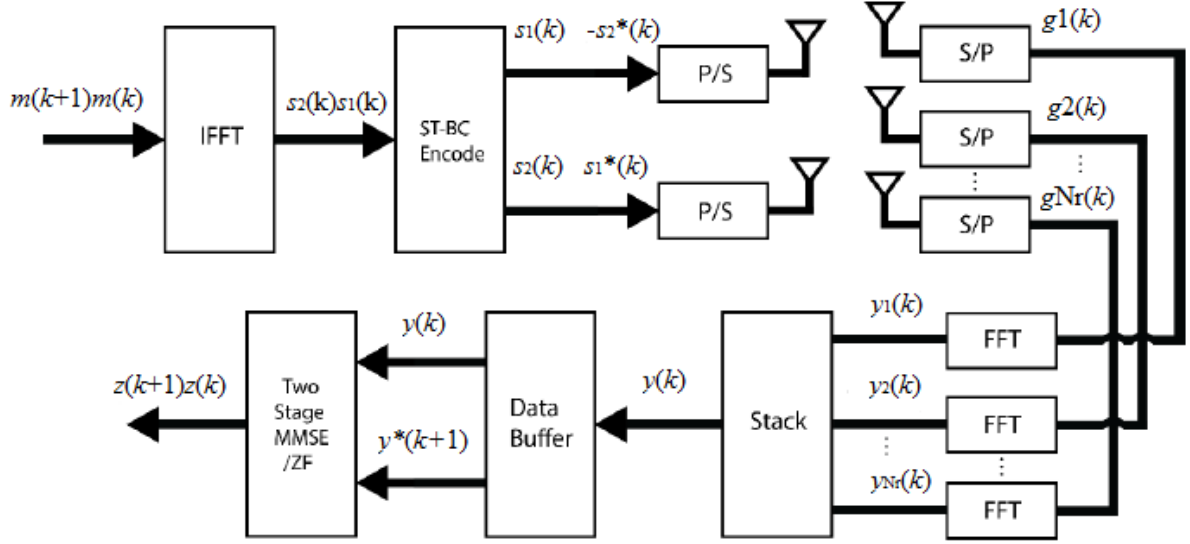 s1(k) -s2*(k)
g1(k)
P/S
S/P
m(k+1)m(k)
IFFT
s2(k)s1(k)
ST-BC
Encode
g2(k)
S/P
s2(k) s1*(k)
P/S
gNr(k)
S/P
y1(k)
FFT
y(k)
z(k+1)z(k)
Two
Stage
MMSE
/ZF
y*(k+1)
Data
Buffer
y(k)
Stack
y2(k)
FFT
yNr(k)
FFT